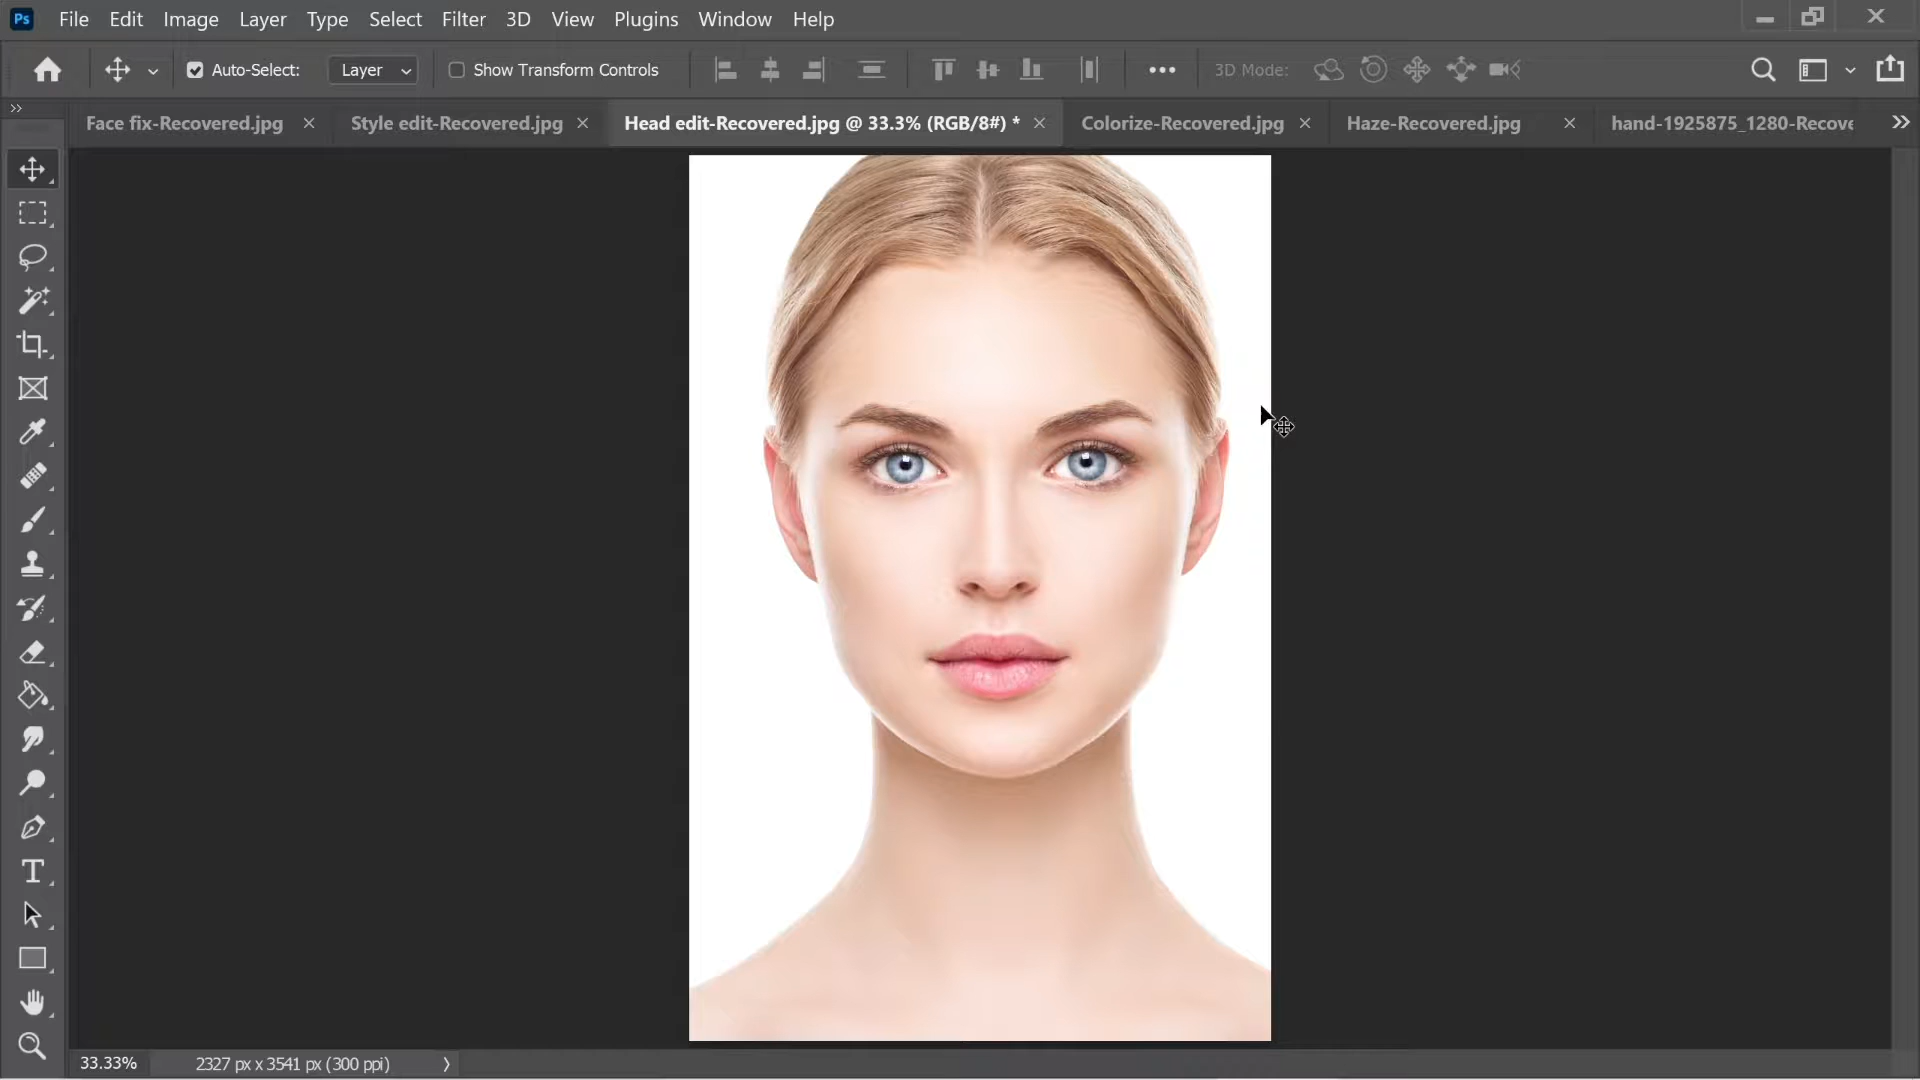 Ps File Edit Image Layer Type Select Filter 3D View Plugins Window Help
Auto-Select: Layer Show Transform Controls 3D Mode:
Face fix-Recovered.jpg Style edit-Recovered.jpg Head edit-Recovered.jpg @ 33.3% (RGB/8#) * Colorize-Recovered.jpg Haze-Recovered.jpg hand-1925875_1280-Recove
T
33.33% 2327 px x 3541 px (300 ppi)